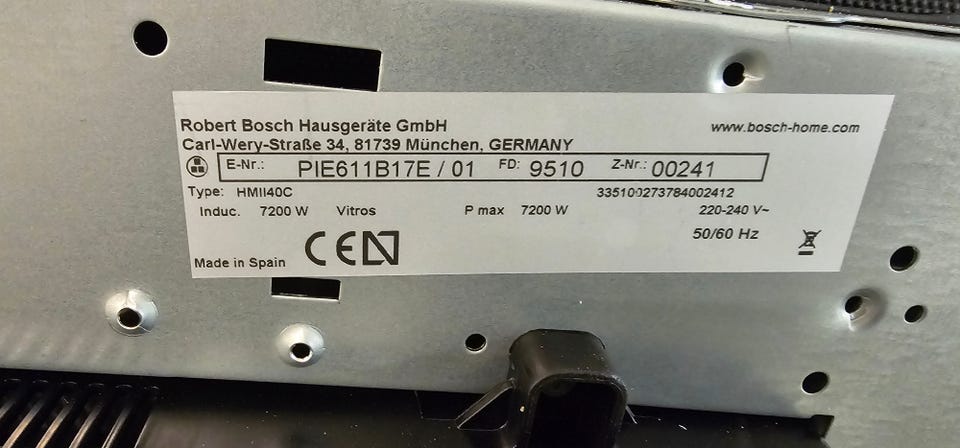 Robert Bosch Hausgeräte GmbH www.bosch-home.com
Carl-Wery-Straße 34, 81739 München, GERMANY
E-Nr.: PIE611B17E / 01 FD: 9510 Z-Nr.: 00241
Type: HMII40C 335100273784002412
Induc. 7200 W Vitros P max 7200 W 220-240 V~
50/60 Hz
CE N
Made in Spain